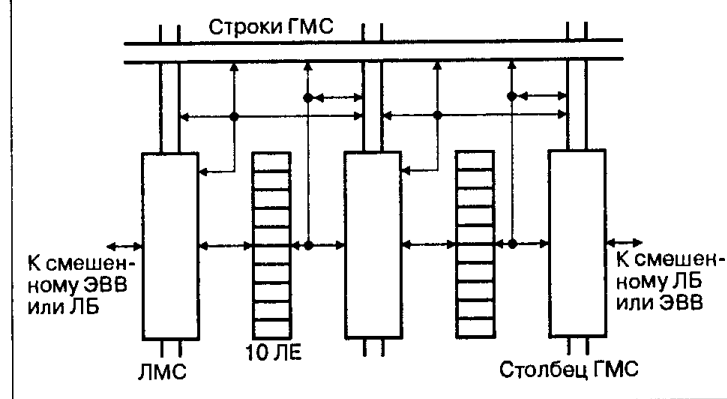 Строки ГМС
К смешен-
ному ЭВВ
или ЛБ
К смешен-
ному ЛБ
или ЭВВ
10 ЛЕ
ЛМС
Столбец ГМС